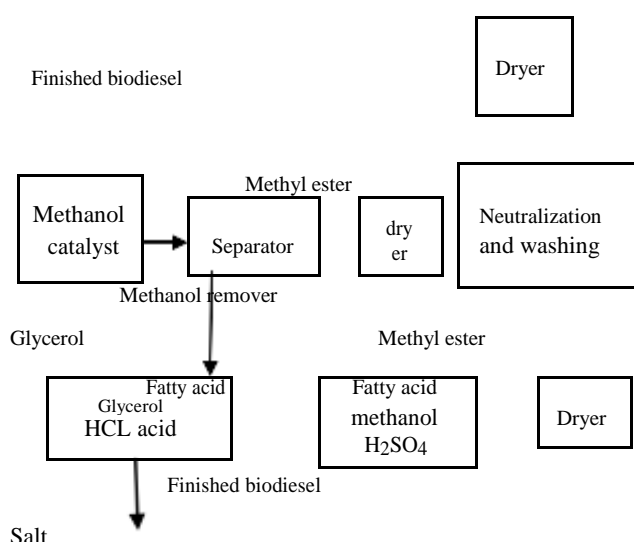 Dryer
Finished biodiesel
Methyl ester
Methanol
catalyst
Separator
dry
er
Neutralization
and washing
Methanol remover
Glycerol
Methyl ester
Fatty acid
Glycerol
HCL acid
Fatty acid
methanol
H₂SO₄
Dryer
Finished biodiesel
Salt